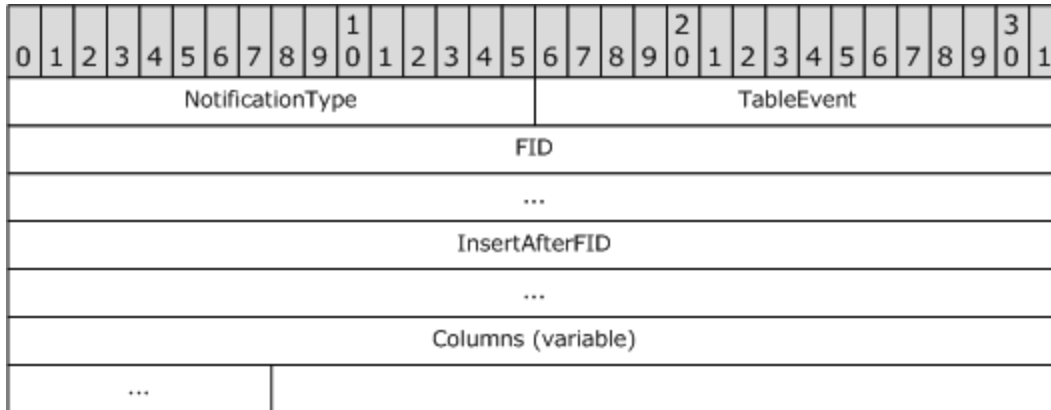 1 2 3
0 1 2 3 4 5 6 7 8 9 0 1 2 3 4 5 6 7 8 9 0 1 2 3 4 5 6 7 8 9 0 1
NotificationType TableEvent
FID
...
InsertAfterFID
...
Columns (variable)
...